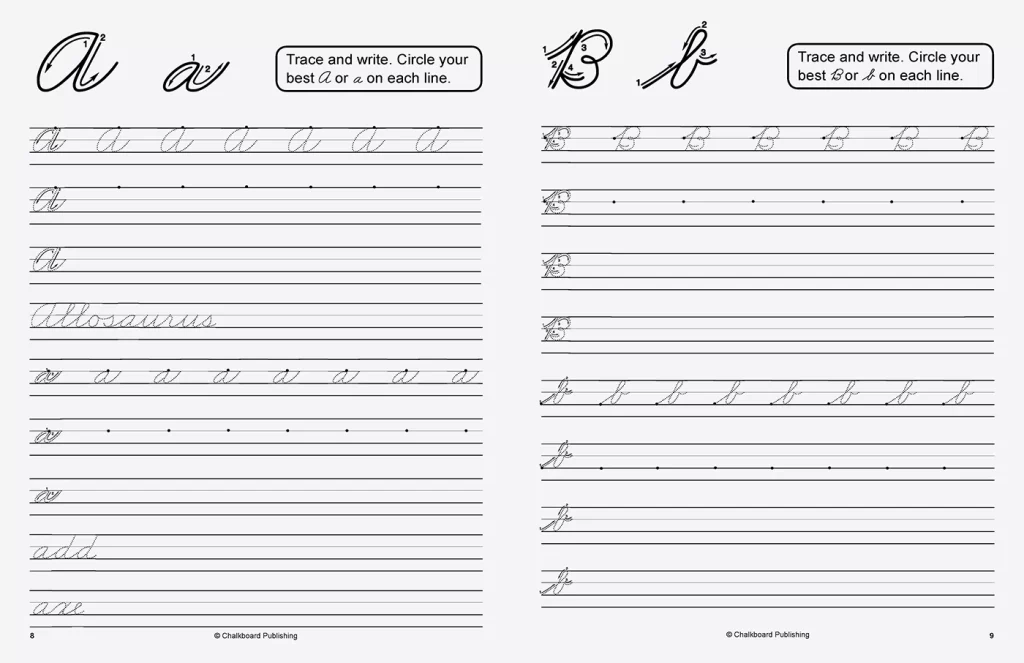 A a
Trace and write. Circle your
best A or a on each line.
A A A A A A A
A
A
Allosaurus
a a a a a a a a
a
a
add
axe
8
© Chalkboard Publishing
B b
Trace and write. Circle your
best B or b on each line.
B B B B B B B
B
B
B
b b b b b b b b
b
b
b
© Chalkboard Publishing
9